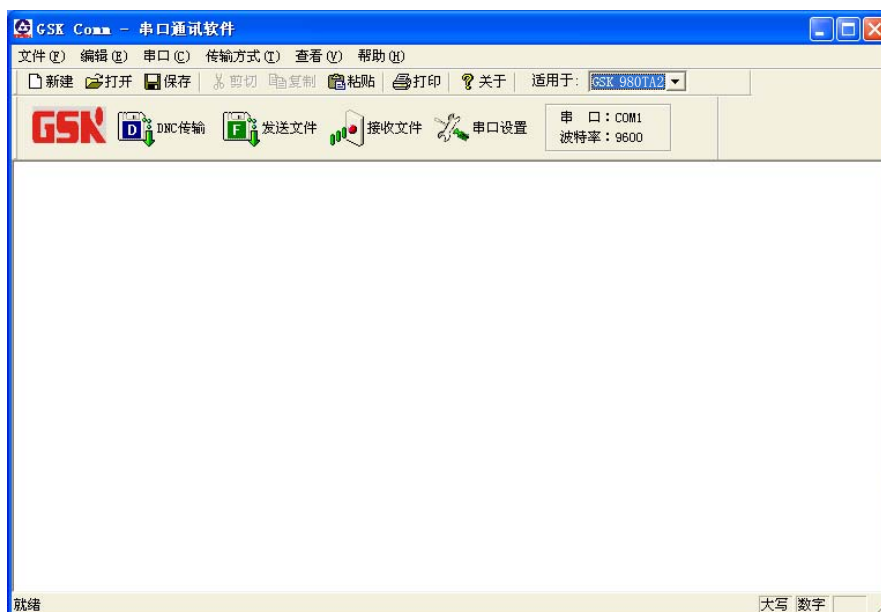 GSK Comm - 串口通讯软件
文件(F) 编辑(E) 串口(C) 传输方式(T) 查看(V) 帮助(H)
新建 打开 保存 剪切 复制 粘贴 打印 关于 适用于: GSK 980TA2
GSK DNC传输 发送文件 接收文件 串口设置 串 口:COM1
波特率:9600
就绪 大写 数字